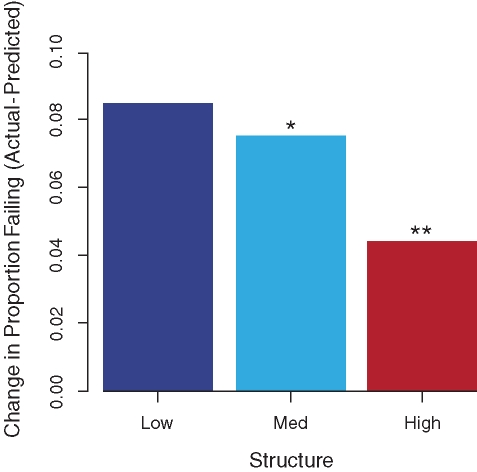 Change in Proportion Failing (Actual-Predicted)
0.10
0.08
0.06
0.04
0.02
0.00
*
**
Low Med High
Structure